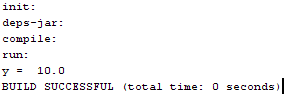 init:
deps-jar:
compile:
run:
y =  10.0
BUILD SUCCESSFUL (total time: 0 seconds)